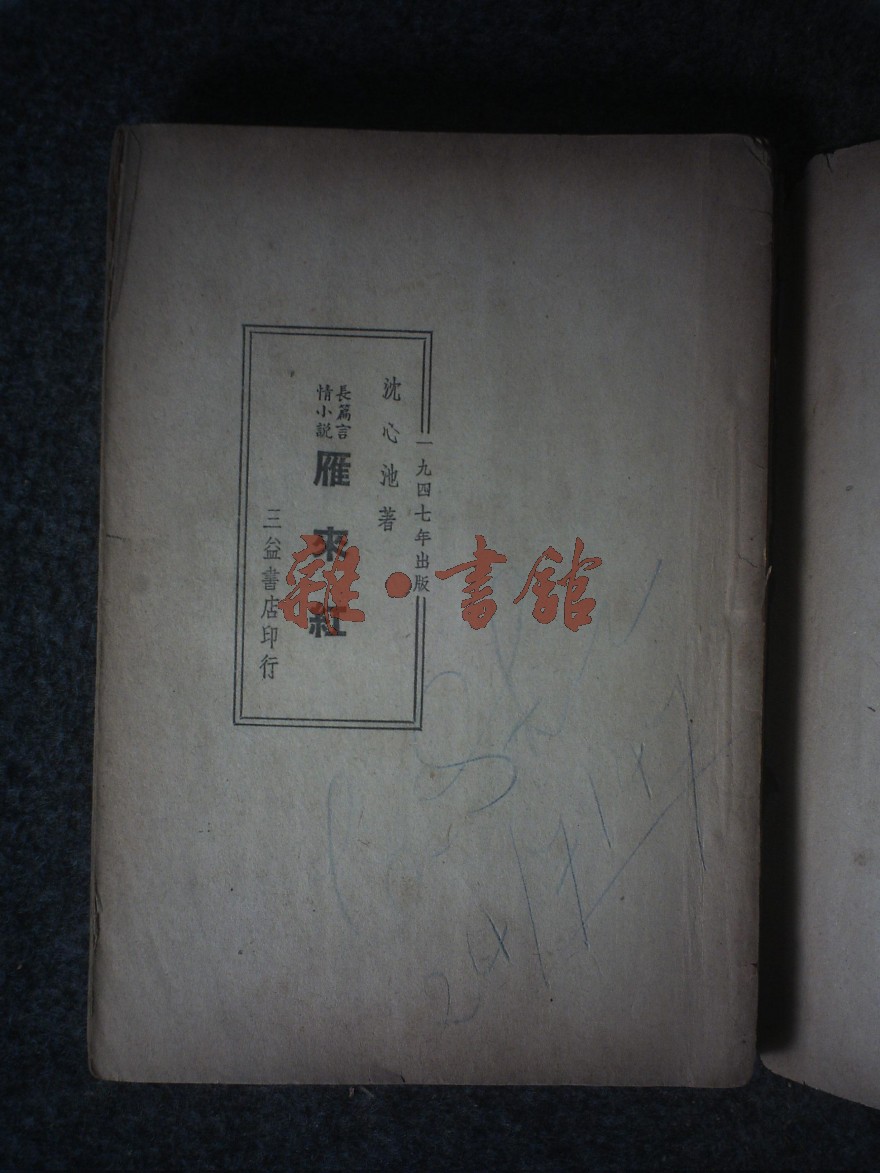 一九四七年出版
沈心池著
長篇言
情小説
雁來紅
三益書店印行
雜·書館